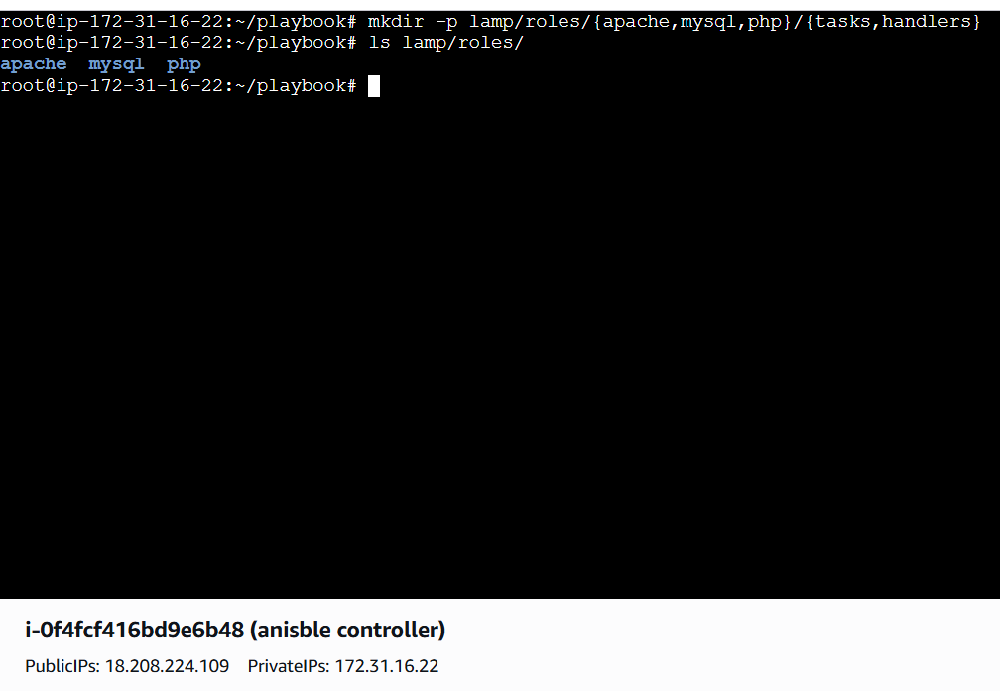 root@ip-172-31-16-22:~/playbook# mkdir -p lamp/roles/{apache,mysql,php}/{tasks,handlers}
root@ip-172-31-16-22:~/playbook# ls lamp/roles/
apache  mysql  php
root@ip-172-31-16-22:~/playbook#
i-0f4fcf416bd9e6b48 (anisble controller)
PublicIPs: 18.208.224.109    PrivateIPs: 172.31.16.22